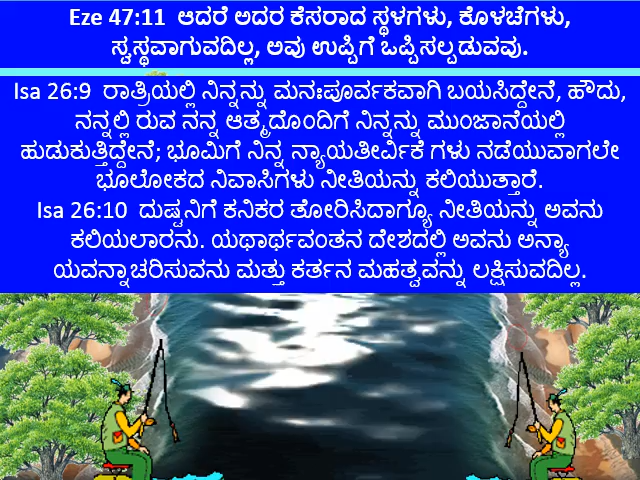 Eze 47:11 ಆದರೆ ಅದರ ಕೆಸರಾದ ಸ್ಥಳಗಳು, ಕೊಳಚೆಗಳು,
ಸ್ವಸ್ಥವಾಗುವದಿಲ್ಲ, ಅವು ಉಪ್ಪಿಗೆ ಒಪ್ಪಿಸಲ್ಪಡುವವು.
Isa 26:9 ರಾತ್ರಿಯಲ್ಲಿ ನಿನ್ನನ್ನು ಮನಃಪೂರ್ವಕವಾಗಿ ಬಯಸಿದ್ದೇನೆ, ಹೌದು,
ನನ್ನಲ್ಲಿ ರುವ ನನ್ನ ಆತ್ಮದೊಂದಿಗೆ ನಿನ್ನನ್ನು ಮುಂಜಾನೆಯಲ್ಲಿ
ಹುಡುಕುತ್ತಿದ್ದೇನೆ; ಭೂಮಿಗೆ ನಿನ್ನ ನ್ಯಾಯತೀರ್ವಿಕೆ ಗಳು ನಡೆಯುವಾಗಲೇ
ಭೂಲೋಕದ ನಿವಾಸಿಗಳು ನೀತಿಯನ್ನು ಕಲಿಯುತ್ತಾರೆ.
Isa 26:10 ದುಷ್ಟನಿಗೆ ಕನಿಕರ ತೋರಿಸಿದಾಗ್ಯೂ ನೀತಿಯನ್ನು ಅವನು
ಕಲಿಯಲಾರನು. ಯಥಾರ್ಥವಂತನ ದೇಶದಲ್ಲಿ ಅವನು ಅನ್ಯಾ
ಯವನ್ನಾಚರಿಸುವನು ಮತ್ತು ಕರ್ತನ ಮಹತ್ವವನ್ನು ಲಕ್ಷಿಸುವದಿಲ್ಲ.